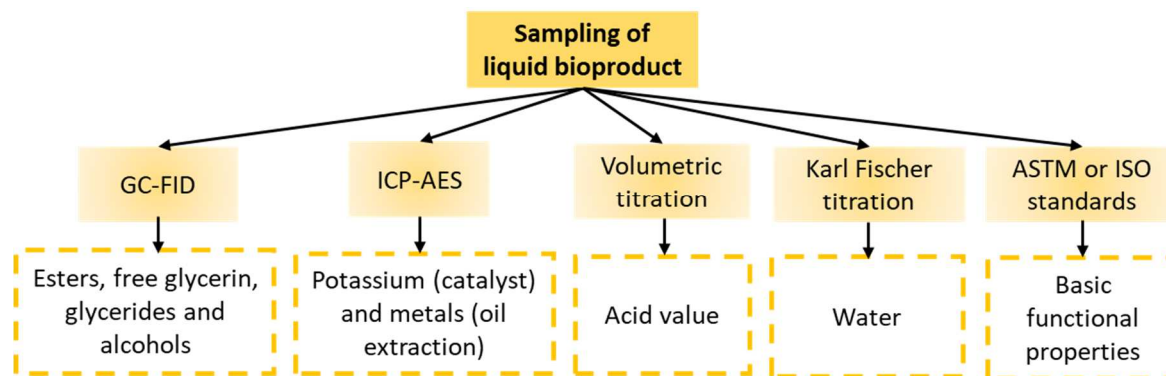 Sampling of
liquid bioproduct
GC-FID
ICP-AES
Volumetric
titration
Karl Fischer
titration
ASTM or ISO
standards
Esters, free glycerin,
glycerides and
alcohols
Potassium (catalyst)
and metals (oil
extraction)
Acid value
Water
Basic
functional
properties